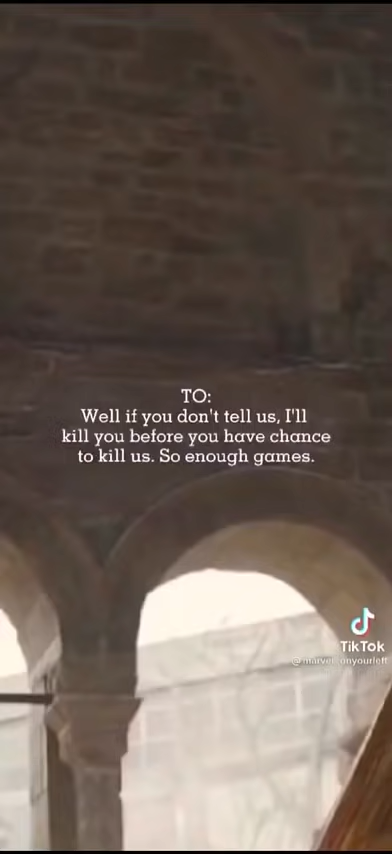 TO:
Well if you don't tell us, I'll
kill you before you have chance
to kill us. So enough games.
TikTok
@marvel_onyourleft